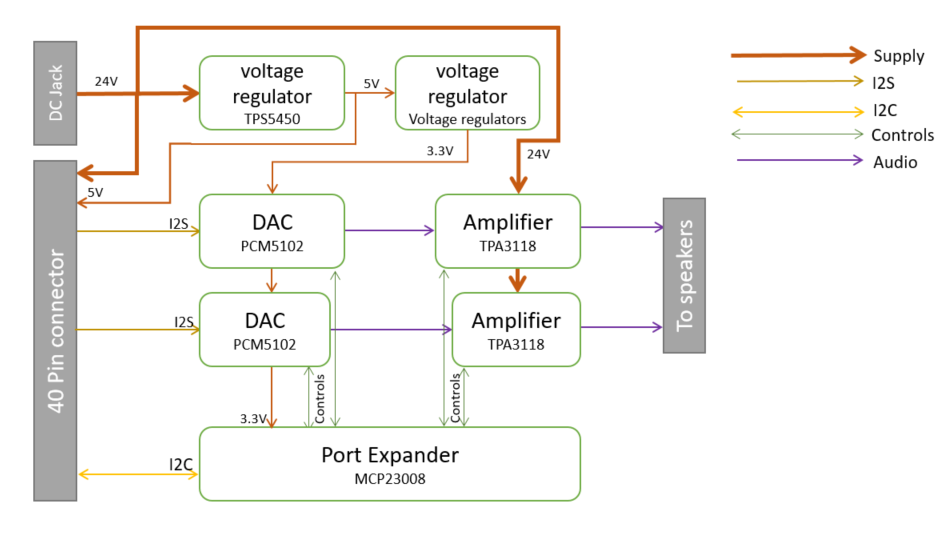 DC Jack
24V
voltage
regulator
TPS5450
5V
voltage
regulator
Voltage regulators
Supply
I2S
I2C
Controls
Audio
3.3V
24V
5V
40 Pin connector
I2S
DAC
PCM5102
Amplifier
TPA3118
To speakers
I2S
DAC
PCM5102
Amplifier
TPA3118
Controls
Controls
3.3V
I2C
Port Expander
MCP23008